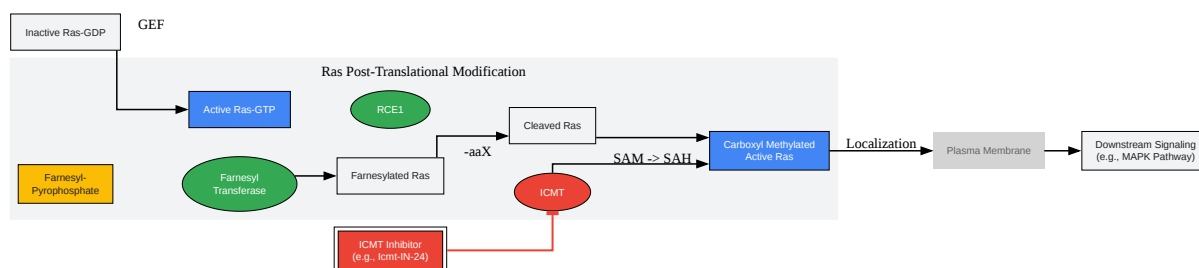 GEF
Inactive Ras-GDP
Ras Post-Translational Modification
Active Ras-GTP
RCE1
Cleaved Ras
-aaX
SAM -> SAH
Carboxyl Methylated
Active Ras
Localization
Plasma Membrane
Downstream Signaling
(e.g., MAPK Pathway)
Farnesyl-
Pyrophosphate
Farnesyl
Transferase
Farnesylated Ras
ICMT
ICMT Inhibitor
(e.g., Icmt-IN-24)